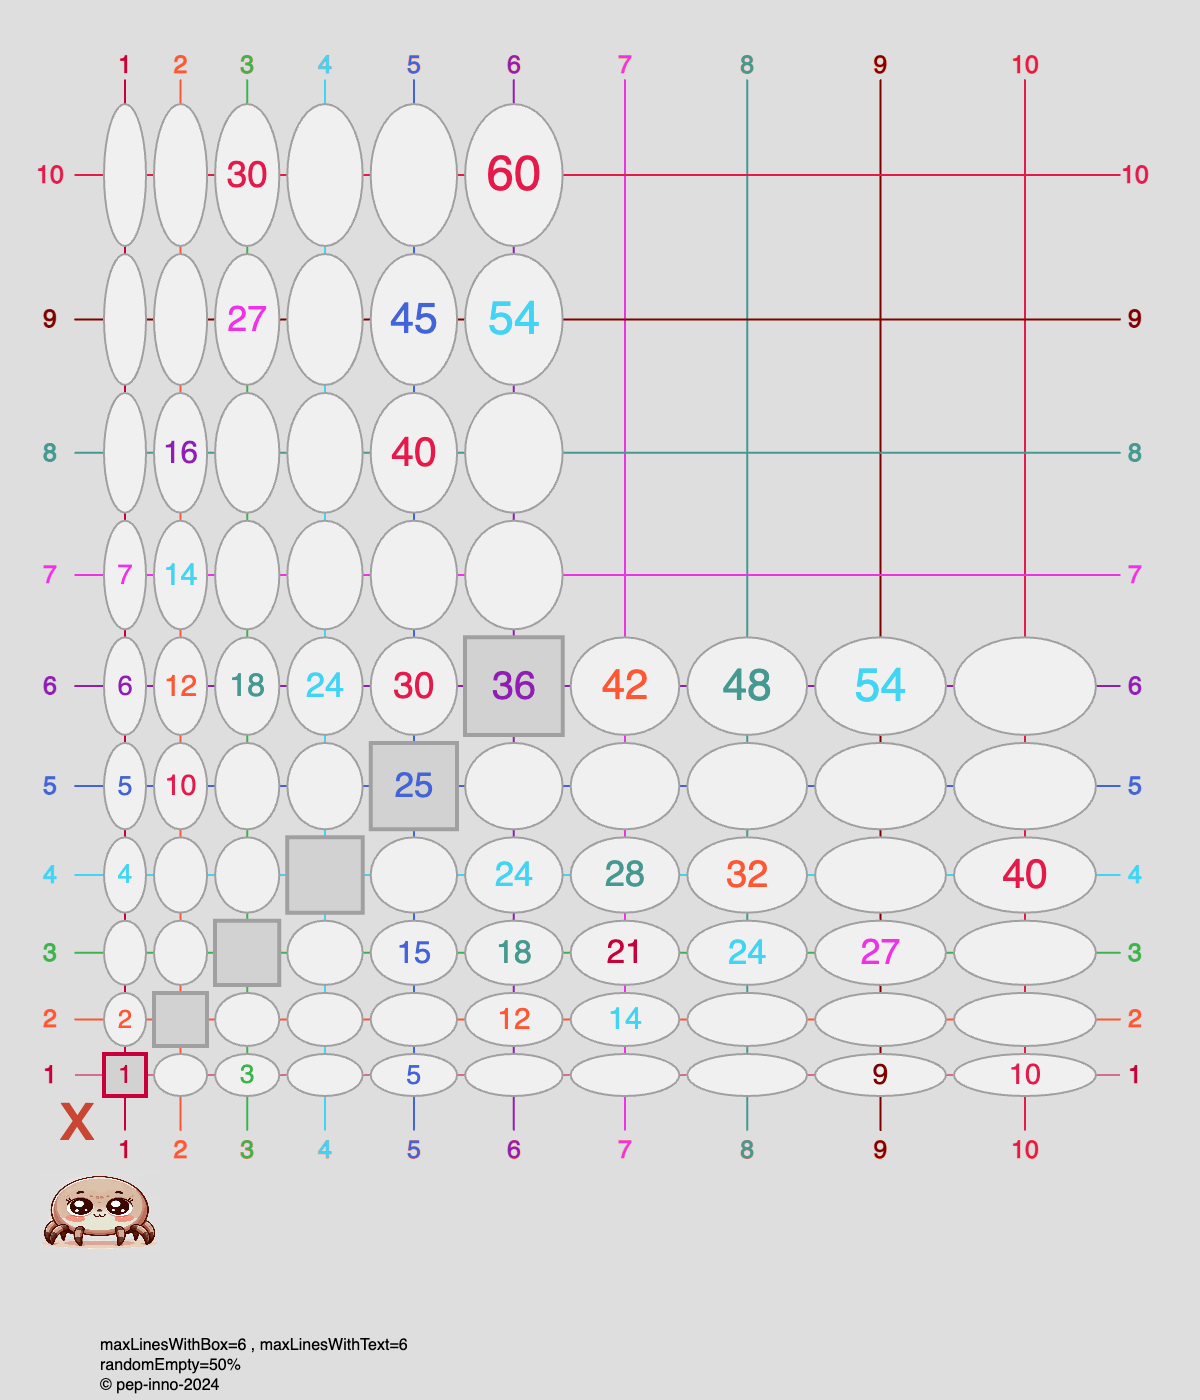 1 2 3 4 5 6 7 8 9 10
10 30 60 10
9 27 45 54 9
8 16 40 8
7 7 14 7
6 6 12 18 24 30 36 42 48 54 6
5 5 10 25 5
4 4 24 28 32 40 4
3 15 18 21 24 27 3
2 2 12 14 2
1 1 3 5 9 10 1
X
1 2 3 4 5 6 7 8 9 10
maxLinesWithBox=6 , maxLinesWithText=6
randomEmpty=50%
© pep-inno-2024